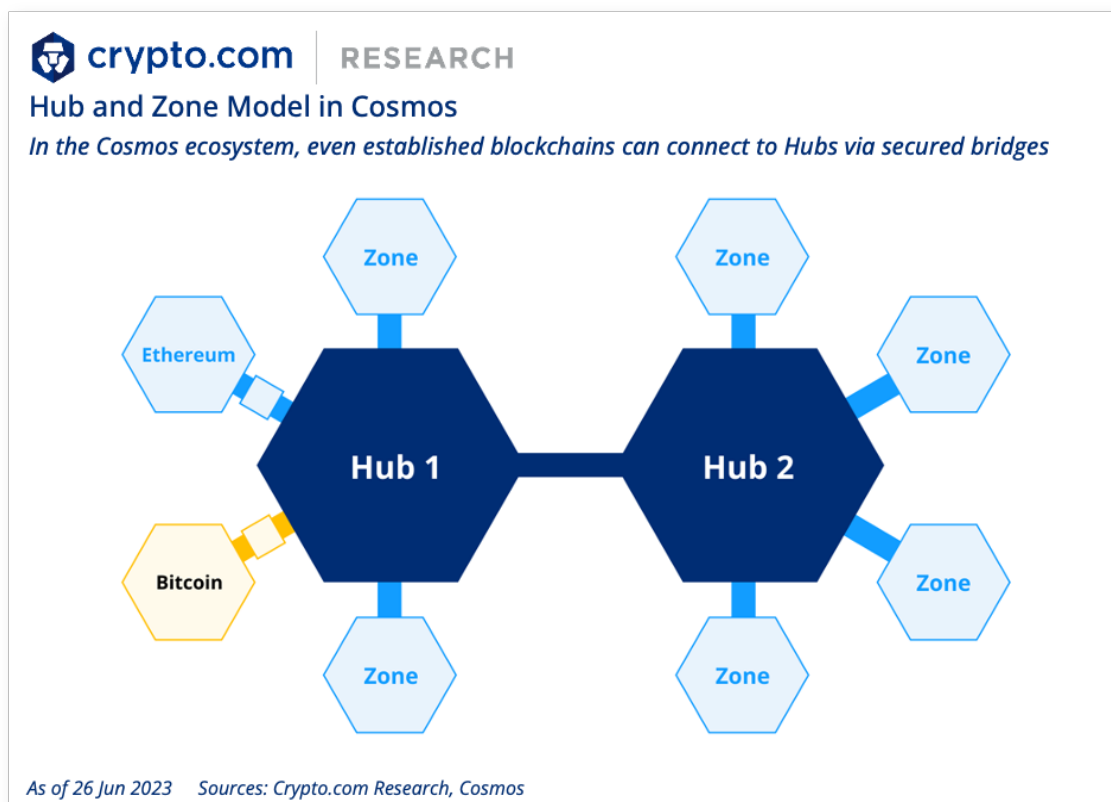 crypto.com RESEARCH
Hub and Zone Model in Cosmos
In the Cosmos ecosystem, even established blockchains can connect to Hubs via secured bridges
Zone
Zone
Ethereum
Zone
Hub 1
Hub 2
Bitcoin
Zone
Zone
Zone
As of 26 Jun 2023 Sources: Crypto.com Research, Cosmos